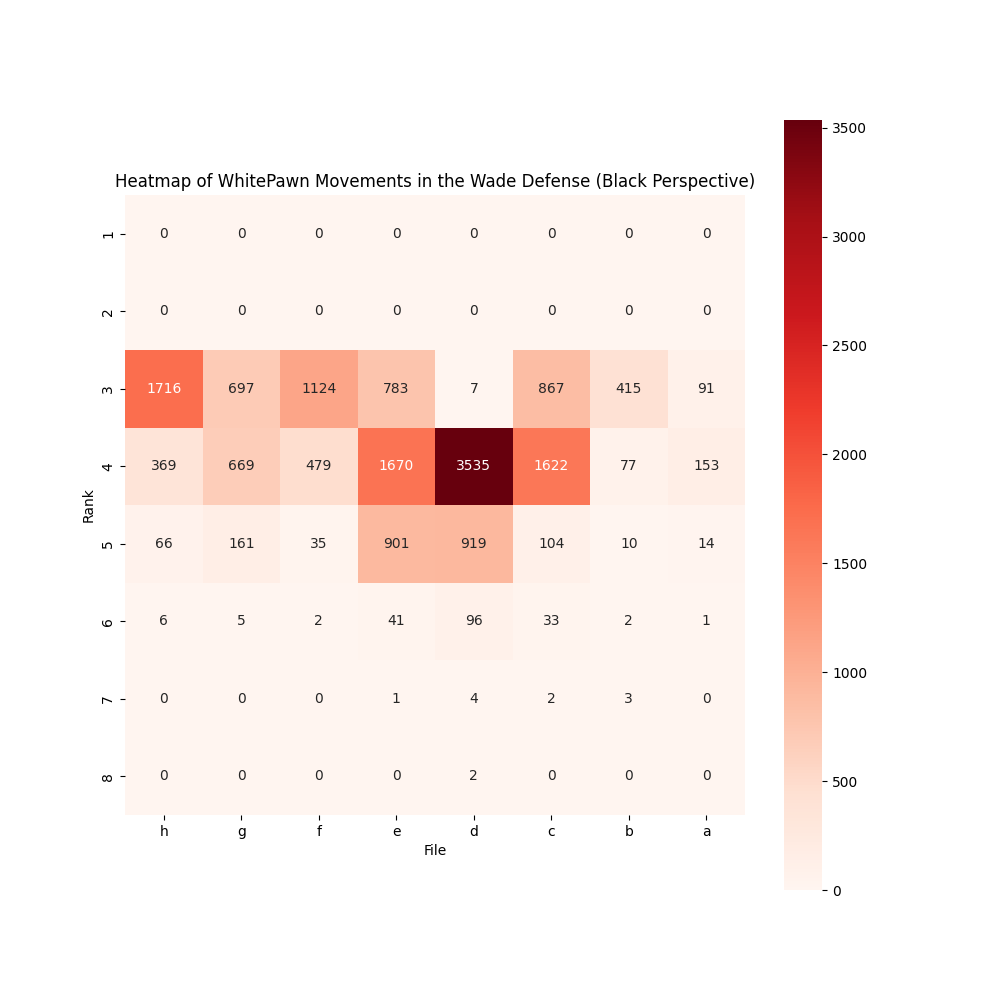 Heatmap of WhitePawn Movements in the Wade Defense (Black Perspective)
1 0 0 0 0 0 0 0 0
2 0 0 0 0 0 0 0 0
3 1716 697 1124 783 7 867 415 91
4 369 669 479 1670 3535 1622 77 153
5 66 161 35 901 919 104 10 14
6 6 5 2 41 96 33 2 1
7 0 0 0 1 4 2 3 0
8 0 0 0 0 2 0 0 0
Rank
h g f e d c b a
File
3500
3000
2500
2000
1500
1000
500
0